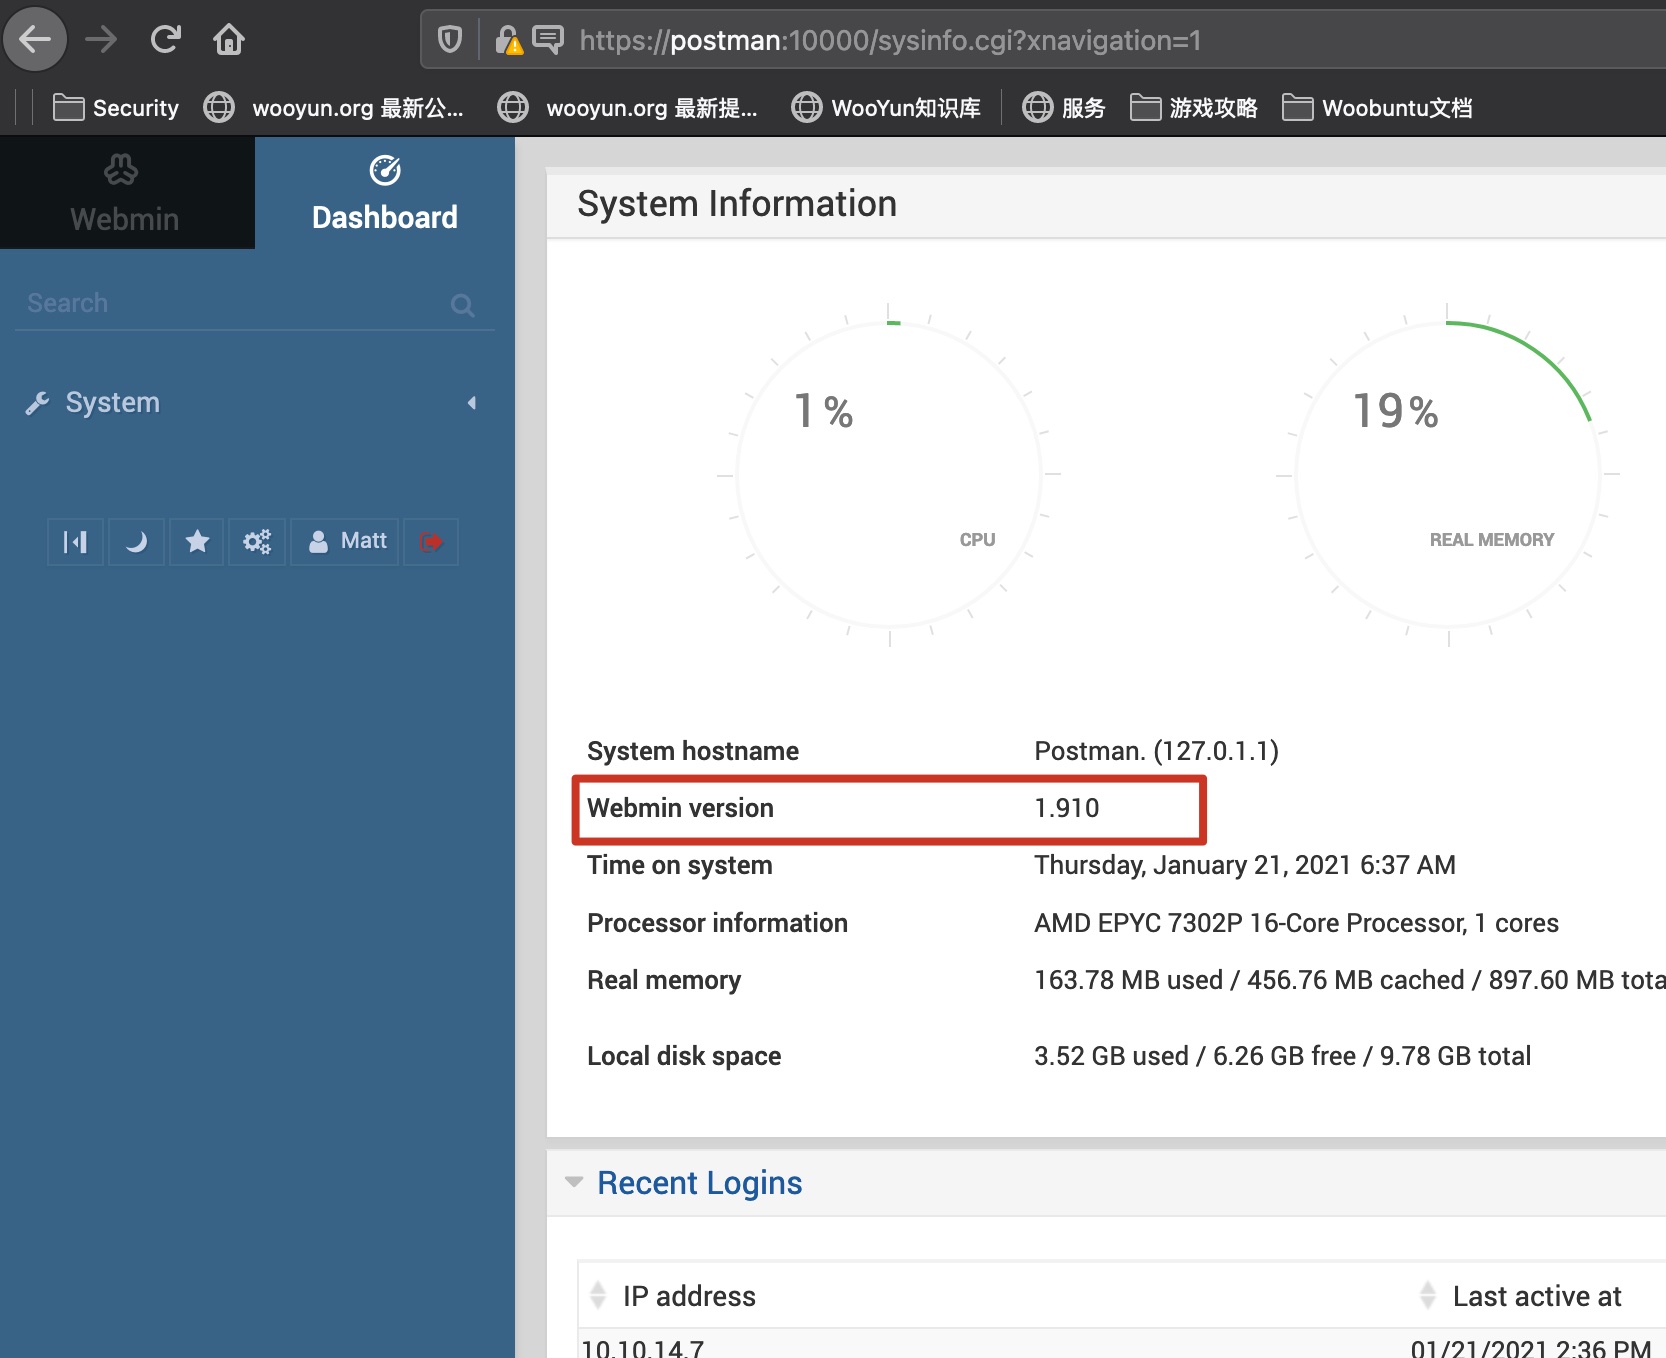 https://postman:10000/sysinfo.cgi?xnavigation=1
Security wooyun.org 最新公... wooyun.org 最新提... WooYun知识库 服务 游戏攻略 Woobuntu文档
Webmin
Dashboard
Search
System
Matt
System Information
1%
CPU
19%
REAL MEMORY
System hostname Postman. (127.0.1.1)
Webmin version 1.910
Time on system Thursday, January 21, 2021 6:37 AM
Processor information AMD EPYC 7302P 16-Core Processor, 1 cores
Real memory 163.78 MB used / 456.76 MB cached / 897.60 MB tota
Local disk space 3.52 GB used / 6.26 GB free / 9.78 GB total
Recent Logins
IP address Last active at
10.10.14.7 01/21/2021 2:36 PM